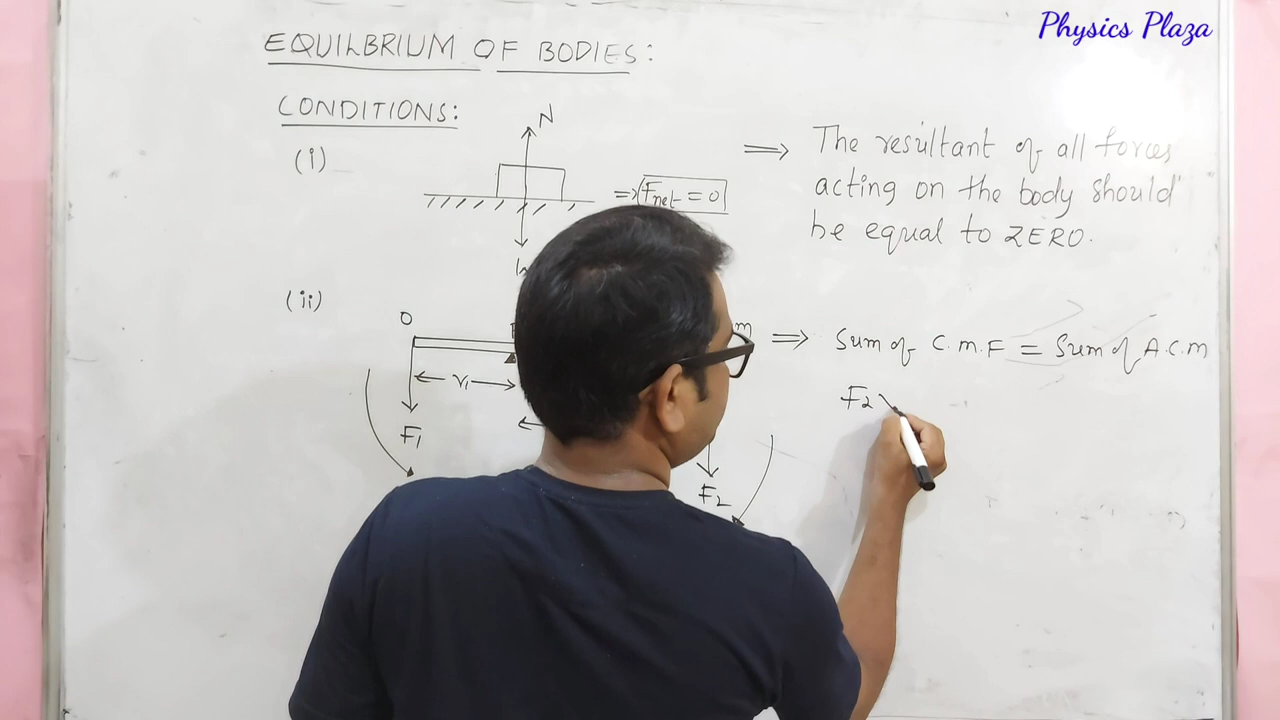 Physics Plaza
EQUILBRIUM OF BODIES:
CONDITIONS:
(i)
N
⇒ Fnet = 0
⇒ The resultant of all forces
acting on the body should
be equal to ZERO.
(ii)
O
m
⇒ Sum of C.M.F = Sum of A.C.M
r1
F2
F1
F2